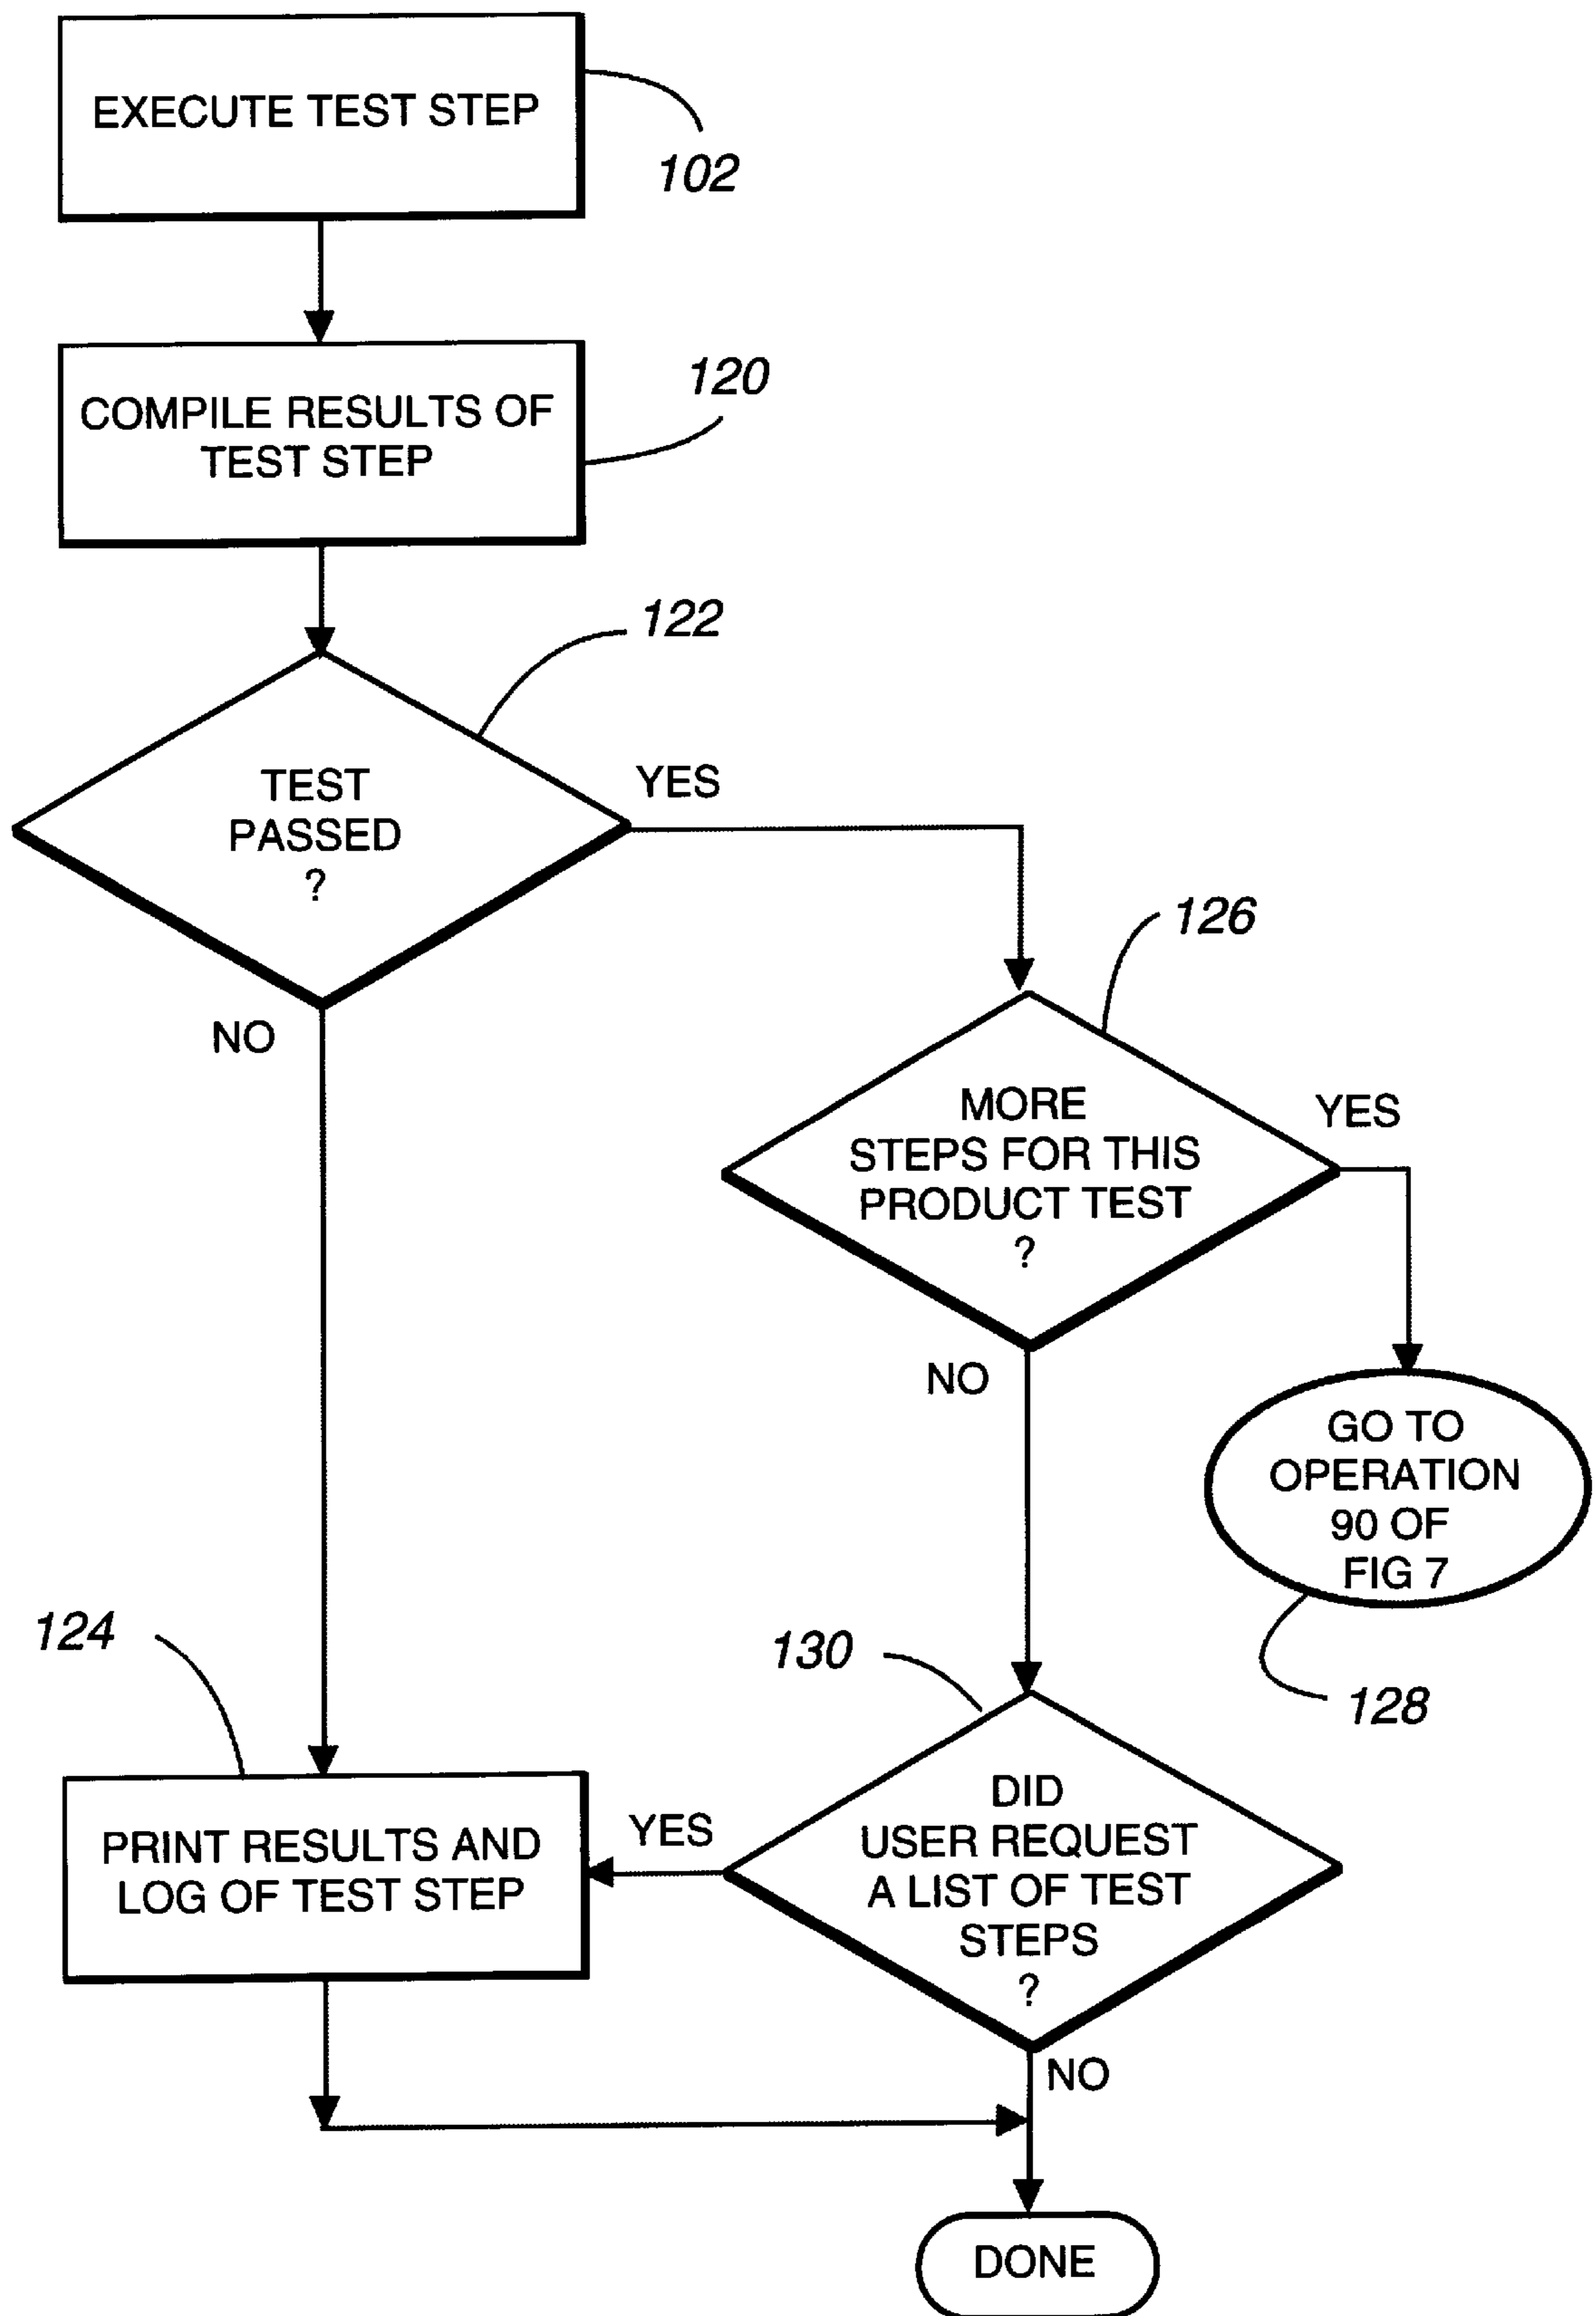 EXECUTE TEST STEP
102
COMPILE RESULTS OF
TEST STEP
120
122
TEST
PASSED
?
YES
NO
126
MORE
STEPS FOR THIS
PRODUCT TEST
?
YES
NO
GO TO
OPERATION
90 OF
FIG 7
128
124
130
PRINT RESULTS AND
LOG OF TEST STEP
YES
DID
USER REQUEST
A LIST OF TEST
STEPS
?
NO
DONE